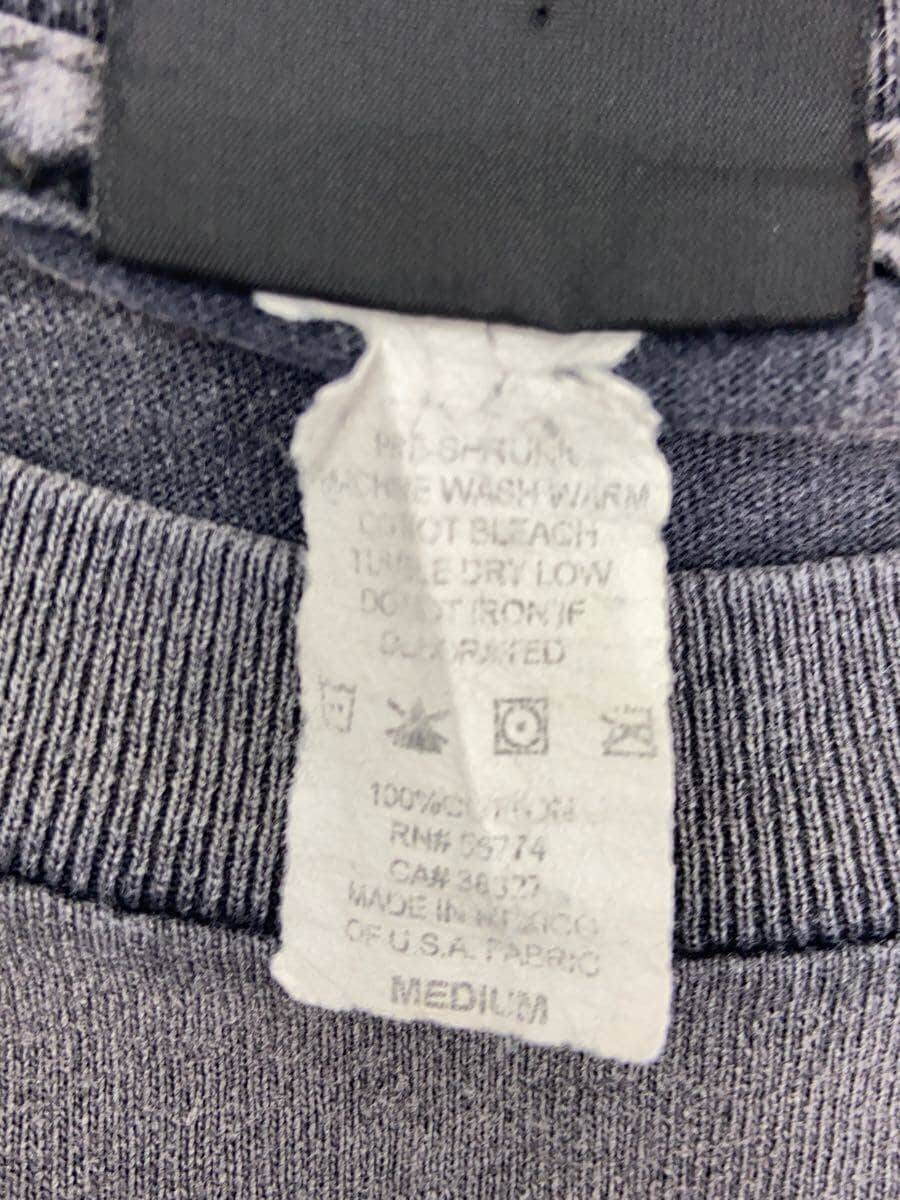 PRE-SHRUNK
MACHINE WASH WARM
DO NOT BLEACH
TUMBLE DRY LOW
DO NOT IRON IF
DECORATED
100% COTTON
RN# 56774
CA# 36327
MADE IN MEXICO
OF U.S.A. FABRIC
MEDIUM